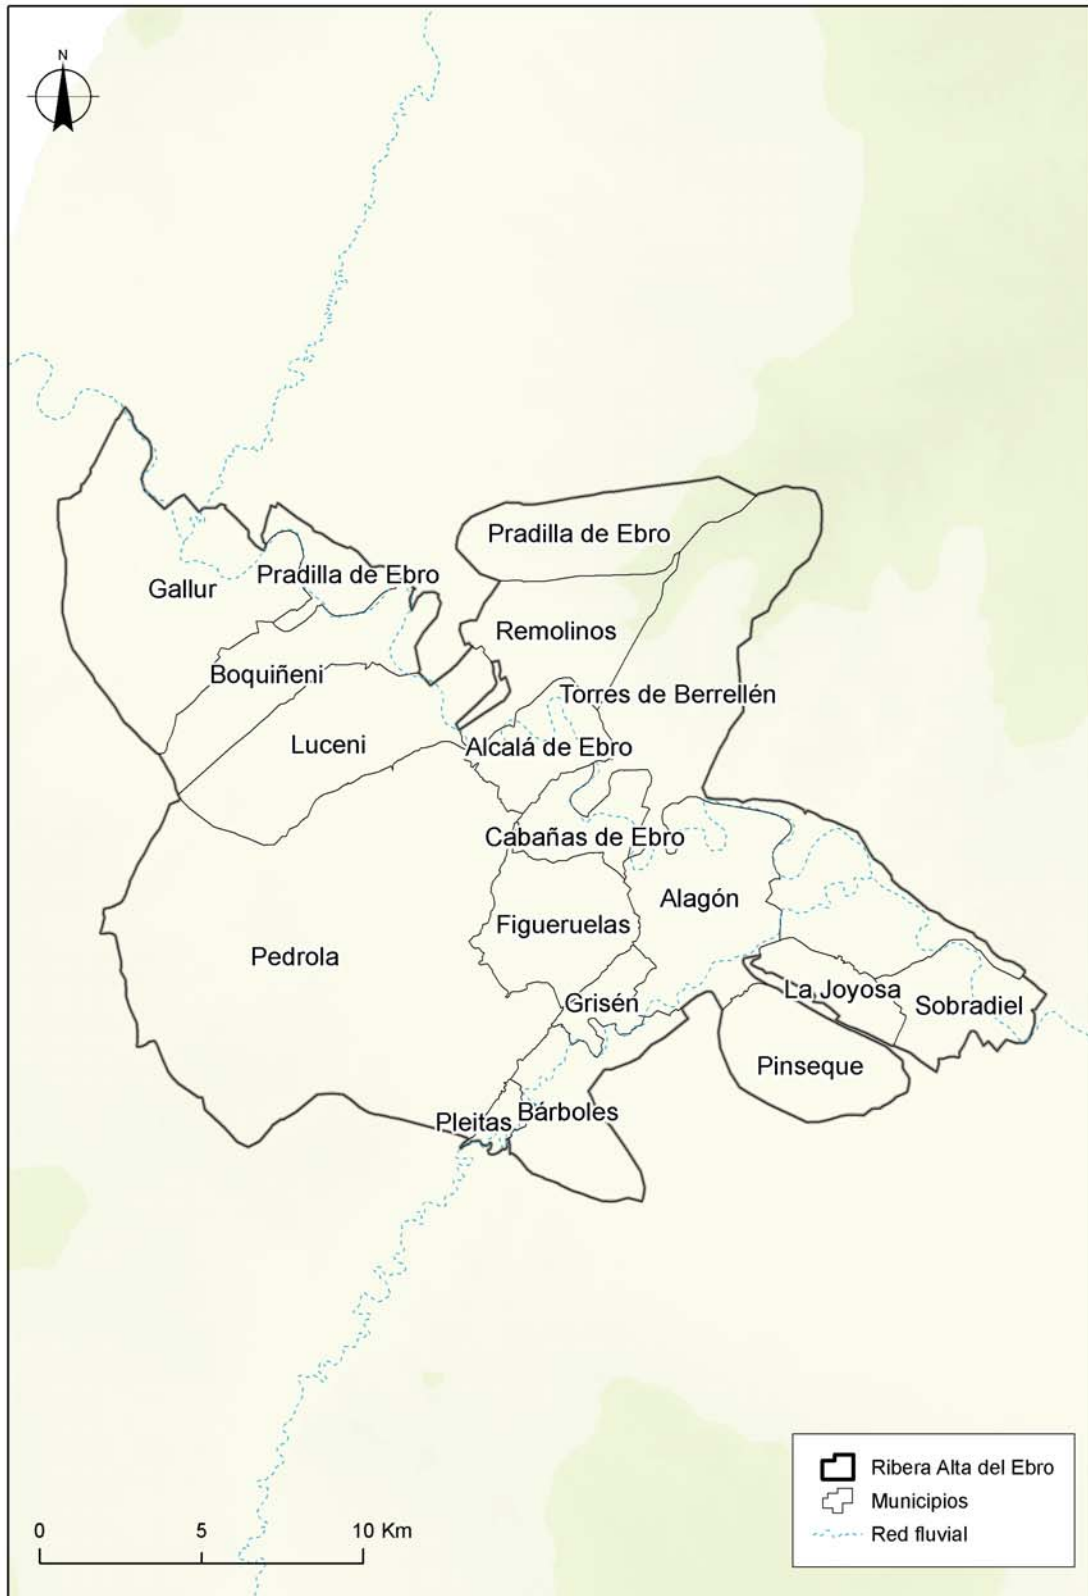 N
Pradilla de Ebro
Pradilla de Ebro
Gallur
Remolinos
Boquiñeni
Torres de Berrellén
Luceni
Alcalá de Ebro
Cabañas de Ebro
Alagón
Figueruelas
Pedrola
La Joyosa
Grisén
Sobradiel
Pinseque
Bárboles
Pleitas
Ribera Alta del Ebro
Municipios
Red fluvial
0 5 10 Km